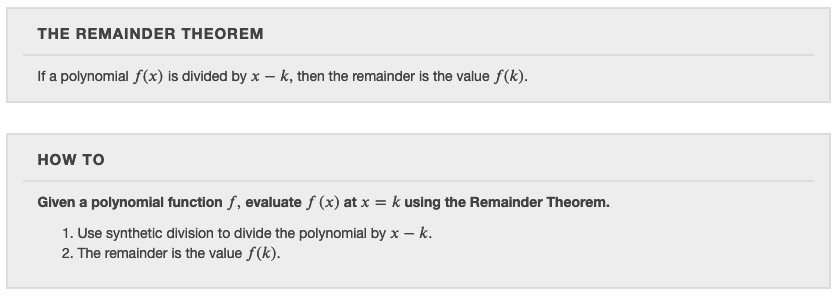 THE REMAINDER THEOREM
If a polynomial f(x) is divided by x − k, then the remainder is the value f(k).
HOW TO
Given a polynomial function f, evaluate f (x) at x = k using the Remainder Theorem.
1. Use synthetic division to divide the polynomial by x − k.
2. The remainder is the value f(k).